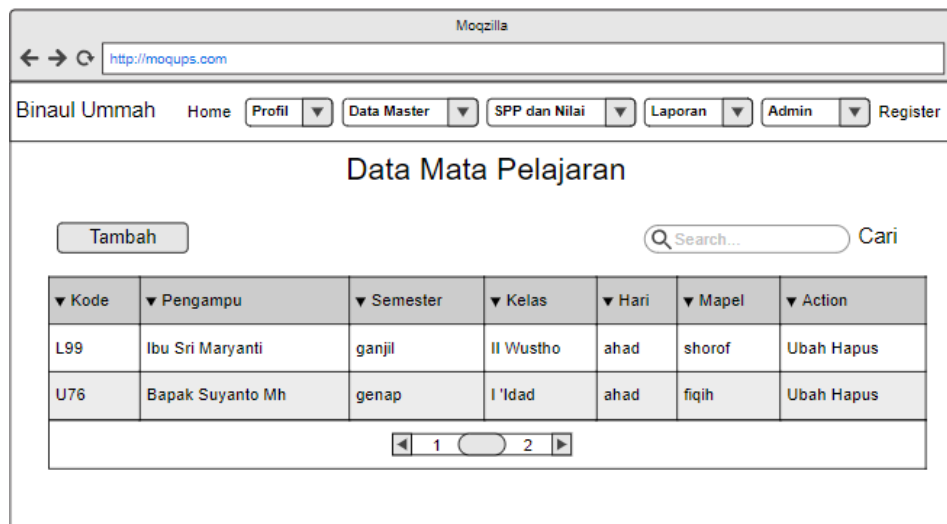 Moqzilla
http://moqups.com
Binaul Ummah Home Profil Data Master SPP dan Nilai Laporan Admin Register
Data Mata Pelajaran
Tambah Search... Cari
Kode Pengampu Semester Kelas Hari Mapel Action
L99 Ibu Sri Maryanti ganjil II Wustho ahad shorof Ubah Hapus
U76 Bapak Suyanto Mh genap I 'Idad ahad fiqih Ubah Hapus
1 2